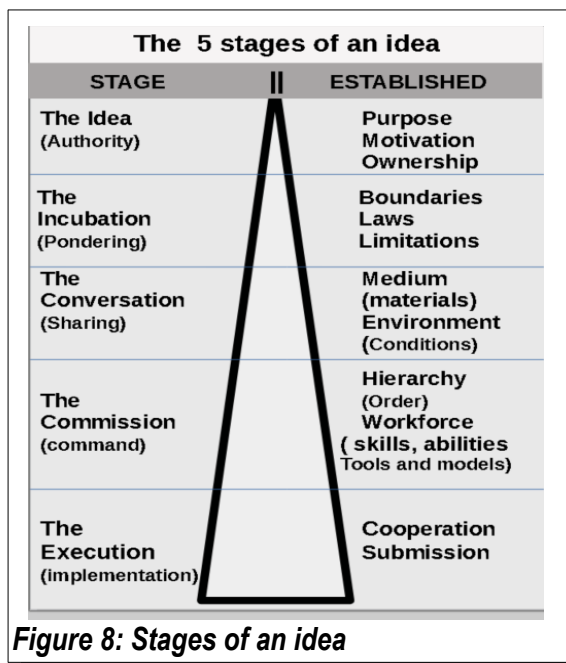 The 5 stages of an idea
STAGE II ESTABLISHED
The Idea
(Authority)
Purpose
Motivation
Ownership
The
Incubation
(Pondering)
Boundaries
Laws
Limitations
The
Conversation
(Sharing)
Medium
(materials)
Environment
(Conditions)
The
Commission
(command)
Hierarchy
(Order)
Workforce
( skills, abilities
Tools and models)
The
Execution
(implementation)
Cooperation
Submission
Figure 8: Stages of an idea